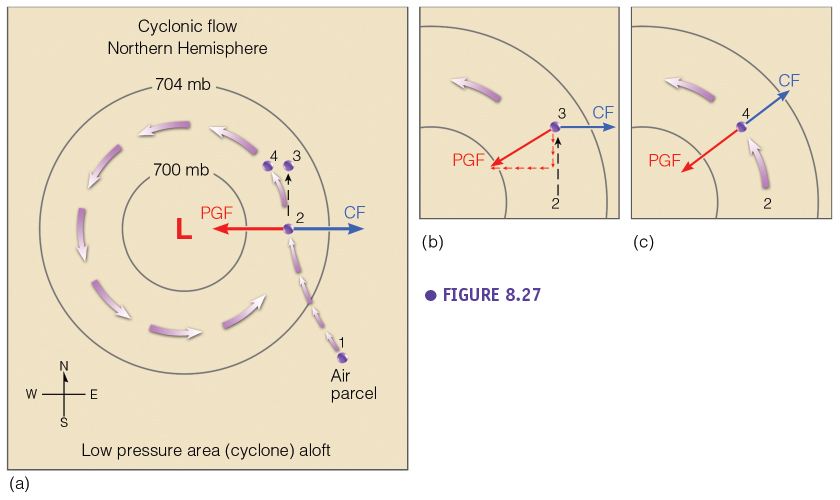 Cyclonic flow
Northern Hemisphere
704 mb
4 3
700 mb
PGF 2 CF
L
1
Air
parcel
N
W E
S
Low pressure area (cyclone) aloft
(a)
3
CF
PGF
2
(b)
CF
4
PGF
2
(c)
● FIGURE 8.27